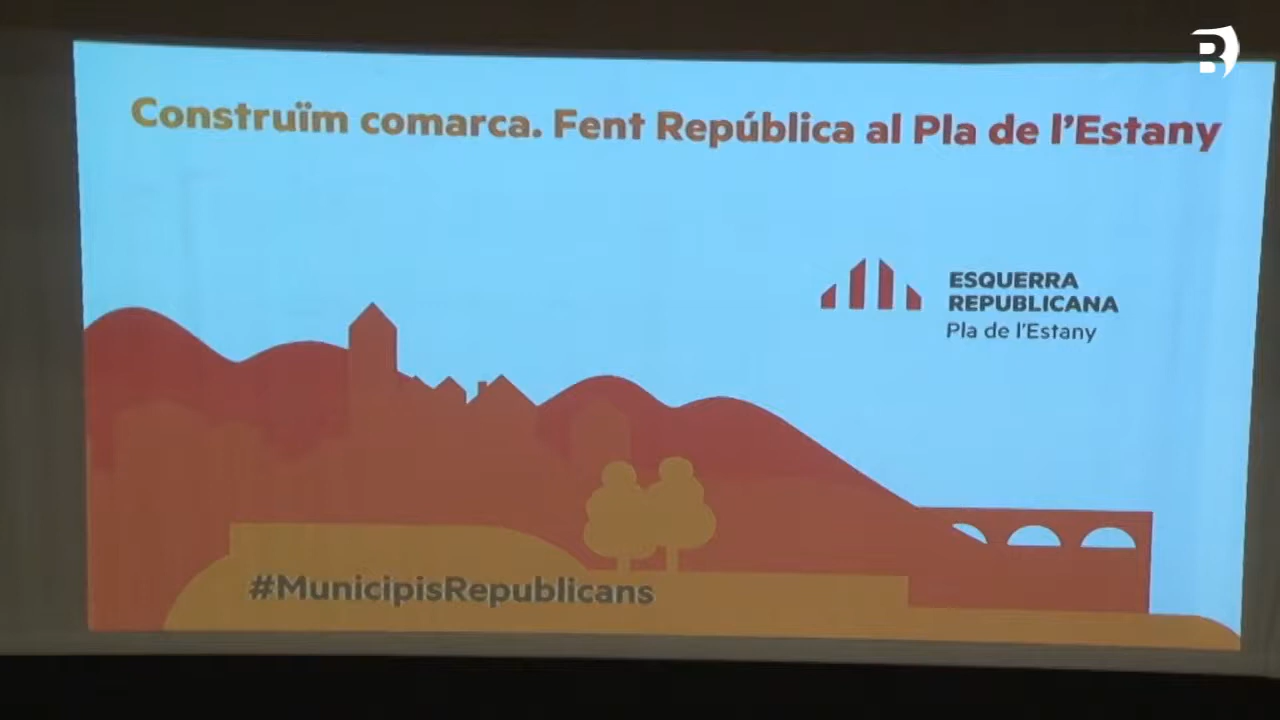 B
Construïm comarca. Fent República al Pla de l'Estany
ESQUERRA
REPUBLICANA
Pla de l'Estany
#MunicipisRepublicans